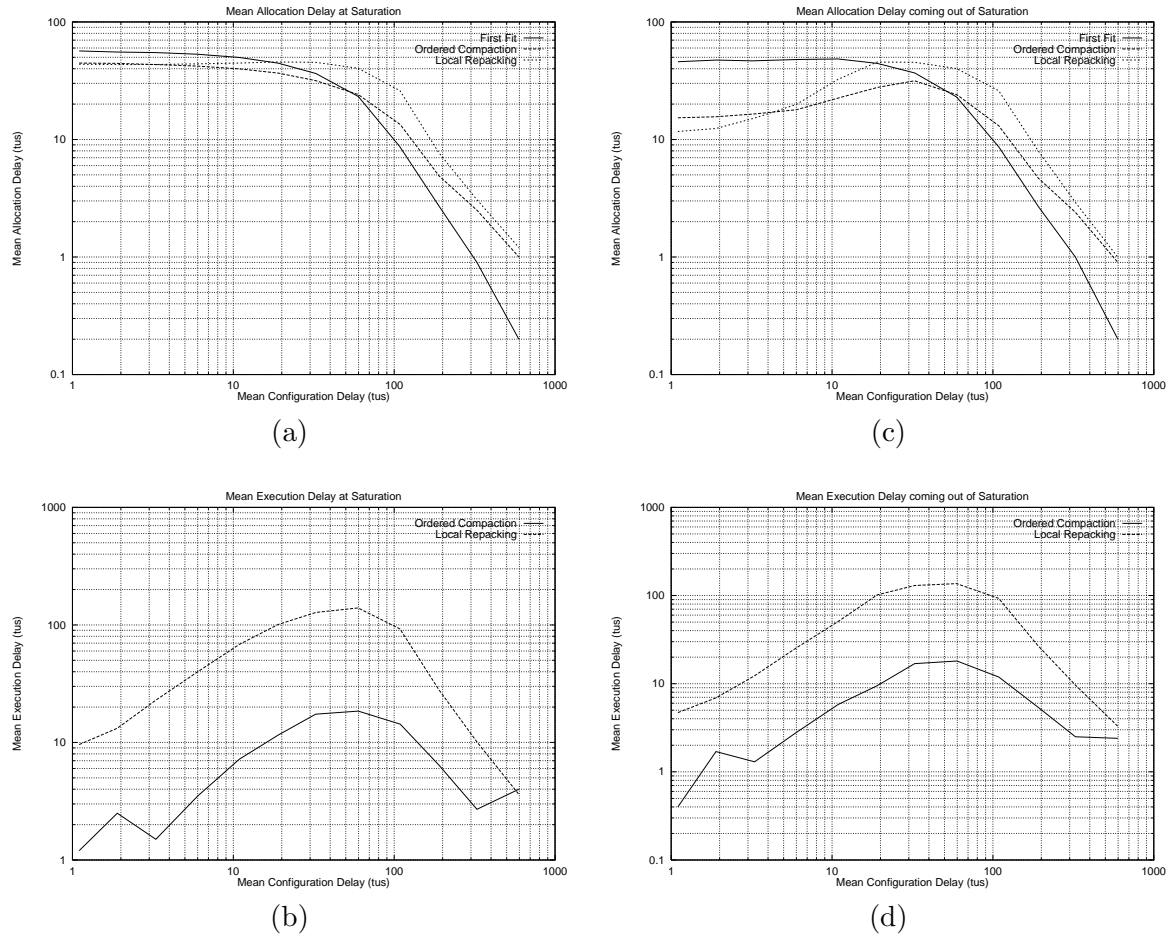 Mean Allocation Delay at Saturation
100
10
1
0.1
Mean Allocation Delay (tus)
First Fit
Ordered Compaction
Local Repacking
1
10
100
1000
Mean Configuration Delay (tus)
(a)
Mean Allocation Delay coming out of Saturation
100
10
1
0.1
Mean Allocation Delay (tus)
First Fit
Ordered Compaction
Local Repacking
1
10
100
1000
Mean Configuration Delay (tus)
(c)
Mean Execution Delay at Saturation
1000
100
10
1
Mean Execution Delay (tus)
Ordered Compaction
Local Repacking
1
10
100
1000
Mean Configuration Delay (tus)
(b)
Mean Execution Delay coming out of Saturation
1000
100
10
1
0.1
Mean Execution Delay (tus)
Ordered Compaction
Local Repacking
1
10
100
1000
Mean Configuration Delay (tus)
(d)